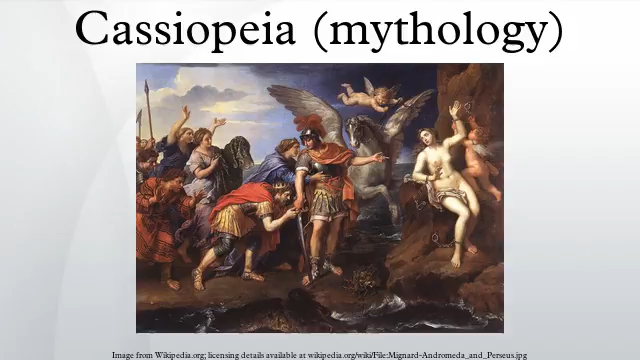 Cassiopeia (mythology)
Image from Wikipedia.org; licensing details available at wikipedia.org/wiki/File:Mignard-Andromeda_and_Perseus.jpg